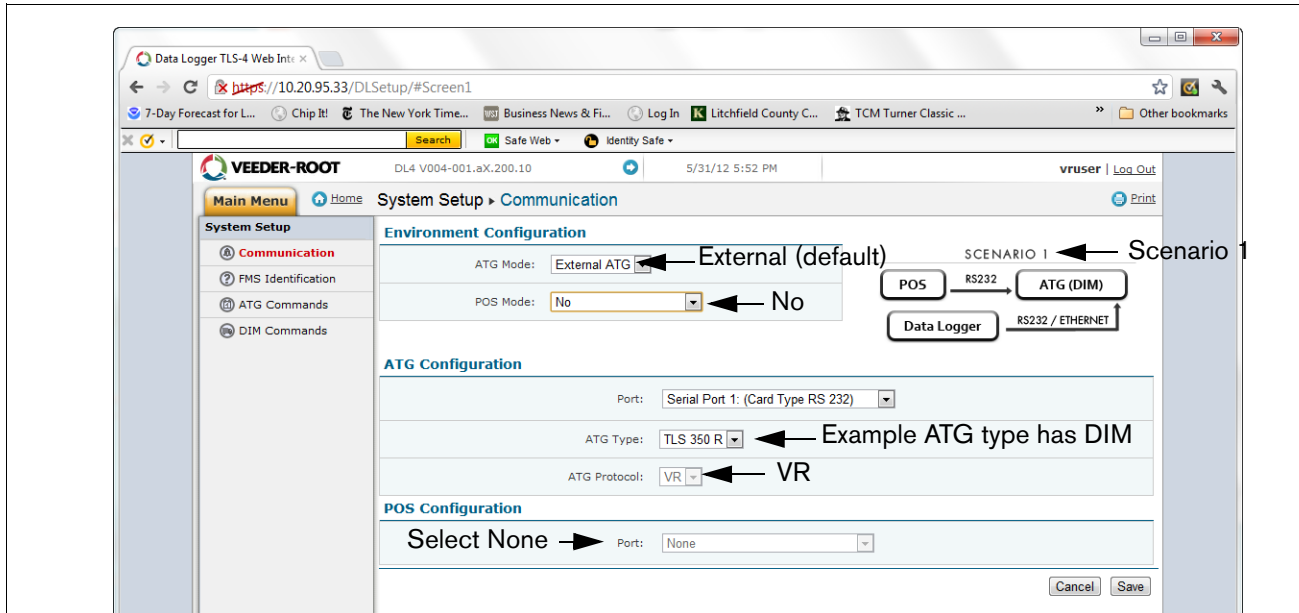 Data Logger TLS-4 Web Inte
https://10.20.95.33/DLSetup/#Screen1
7-Day Forecast for L... Chip It! The New York Time... Business News & Fi... Log In Litchfield County C... TCM Turner Classic ... » Other bookmarks
Search OK Safe Web Identity Safe
VEEDER-ROOT DL4 V004-001.aX.200.10 5/31/12 5:52 PM vruser | Log Out
Main Menu Home System Setup Communication Print
System Setup
Communication
FMS Identification
ATG Commands
DIM Commands
Environment Configuration
ATG Mode: External ATG External (default)
POS Mode: No No
SCENARIO 1 Scenario 1
POS RS232 ATG (DIM)
Data Logger RS232 / ETHERNET
ATG Configuration
Port: Serial Port 1: (Card Type RS 232)
ATG Type: TLS 350 R Example ATG type has DIM
ATG Protocol: VR VR
POS Configuration
Select None Port: None
Cancel Save